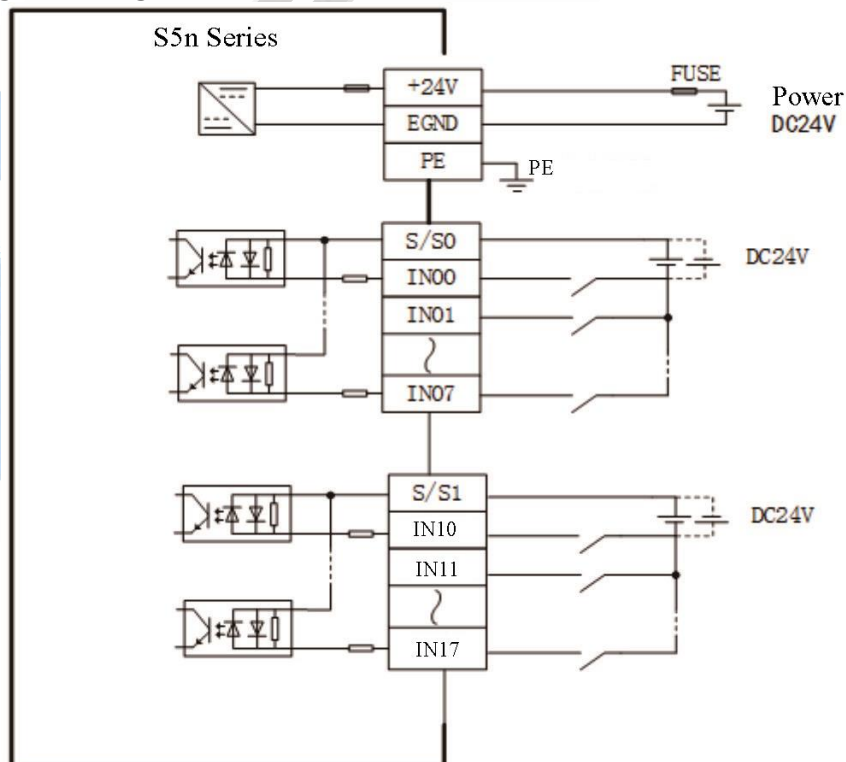 S5n Series
+24V
FUSE
Power
DC24V
EGND
PE
PE
S/S0
DC24V
IN00
IN01
IN07
S/S1
DC24V
IN10
IN11
IN17